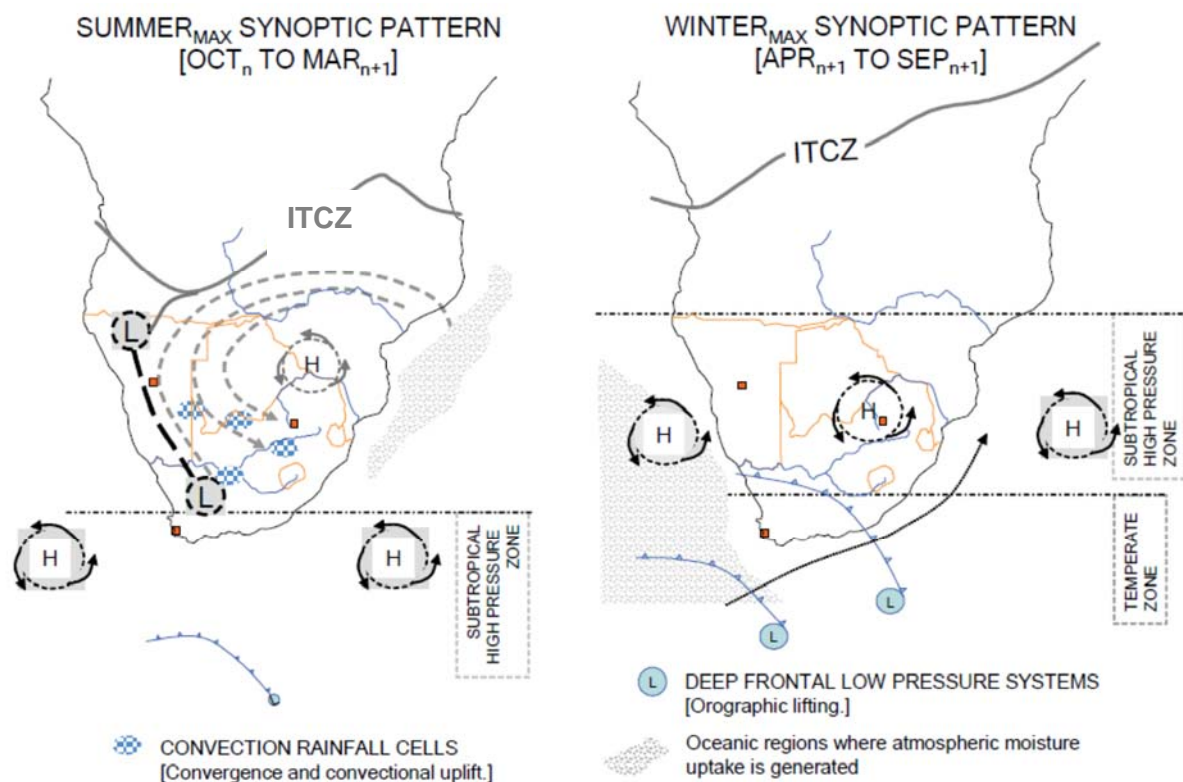 SUMMERMAX SYNOPTIC PATTERN
[OCTn TO MARn+1]
ITCZ
L
H
L
H
H
SUBTROPICAL
HIGH PRESSURE
ZONE
L
CONVECTION RAINFALL CELLS
[Convergence and convectional uplift.]
WINTERMAX SYNOPTIC PATTERN
[APRn+1 TO SEPn+1]
ITCZ
H
H
H
SUBTROPICAL
HIGH PRESSURE
ZONE
L
L
TEMPERATE
ZONE
L DEEP FRONTAL LOW PRESSURE SYSTEMS
[Orographic lifting.]
Oceanic regions where atmospheric moisture
uptake is generated